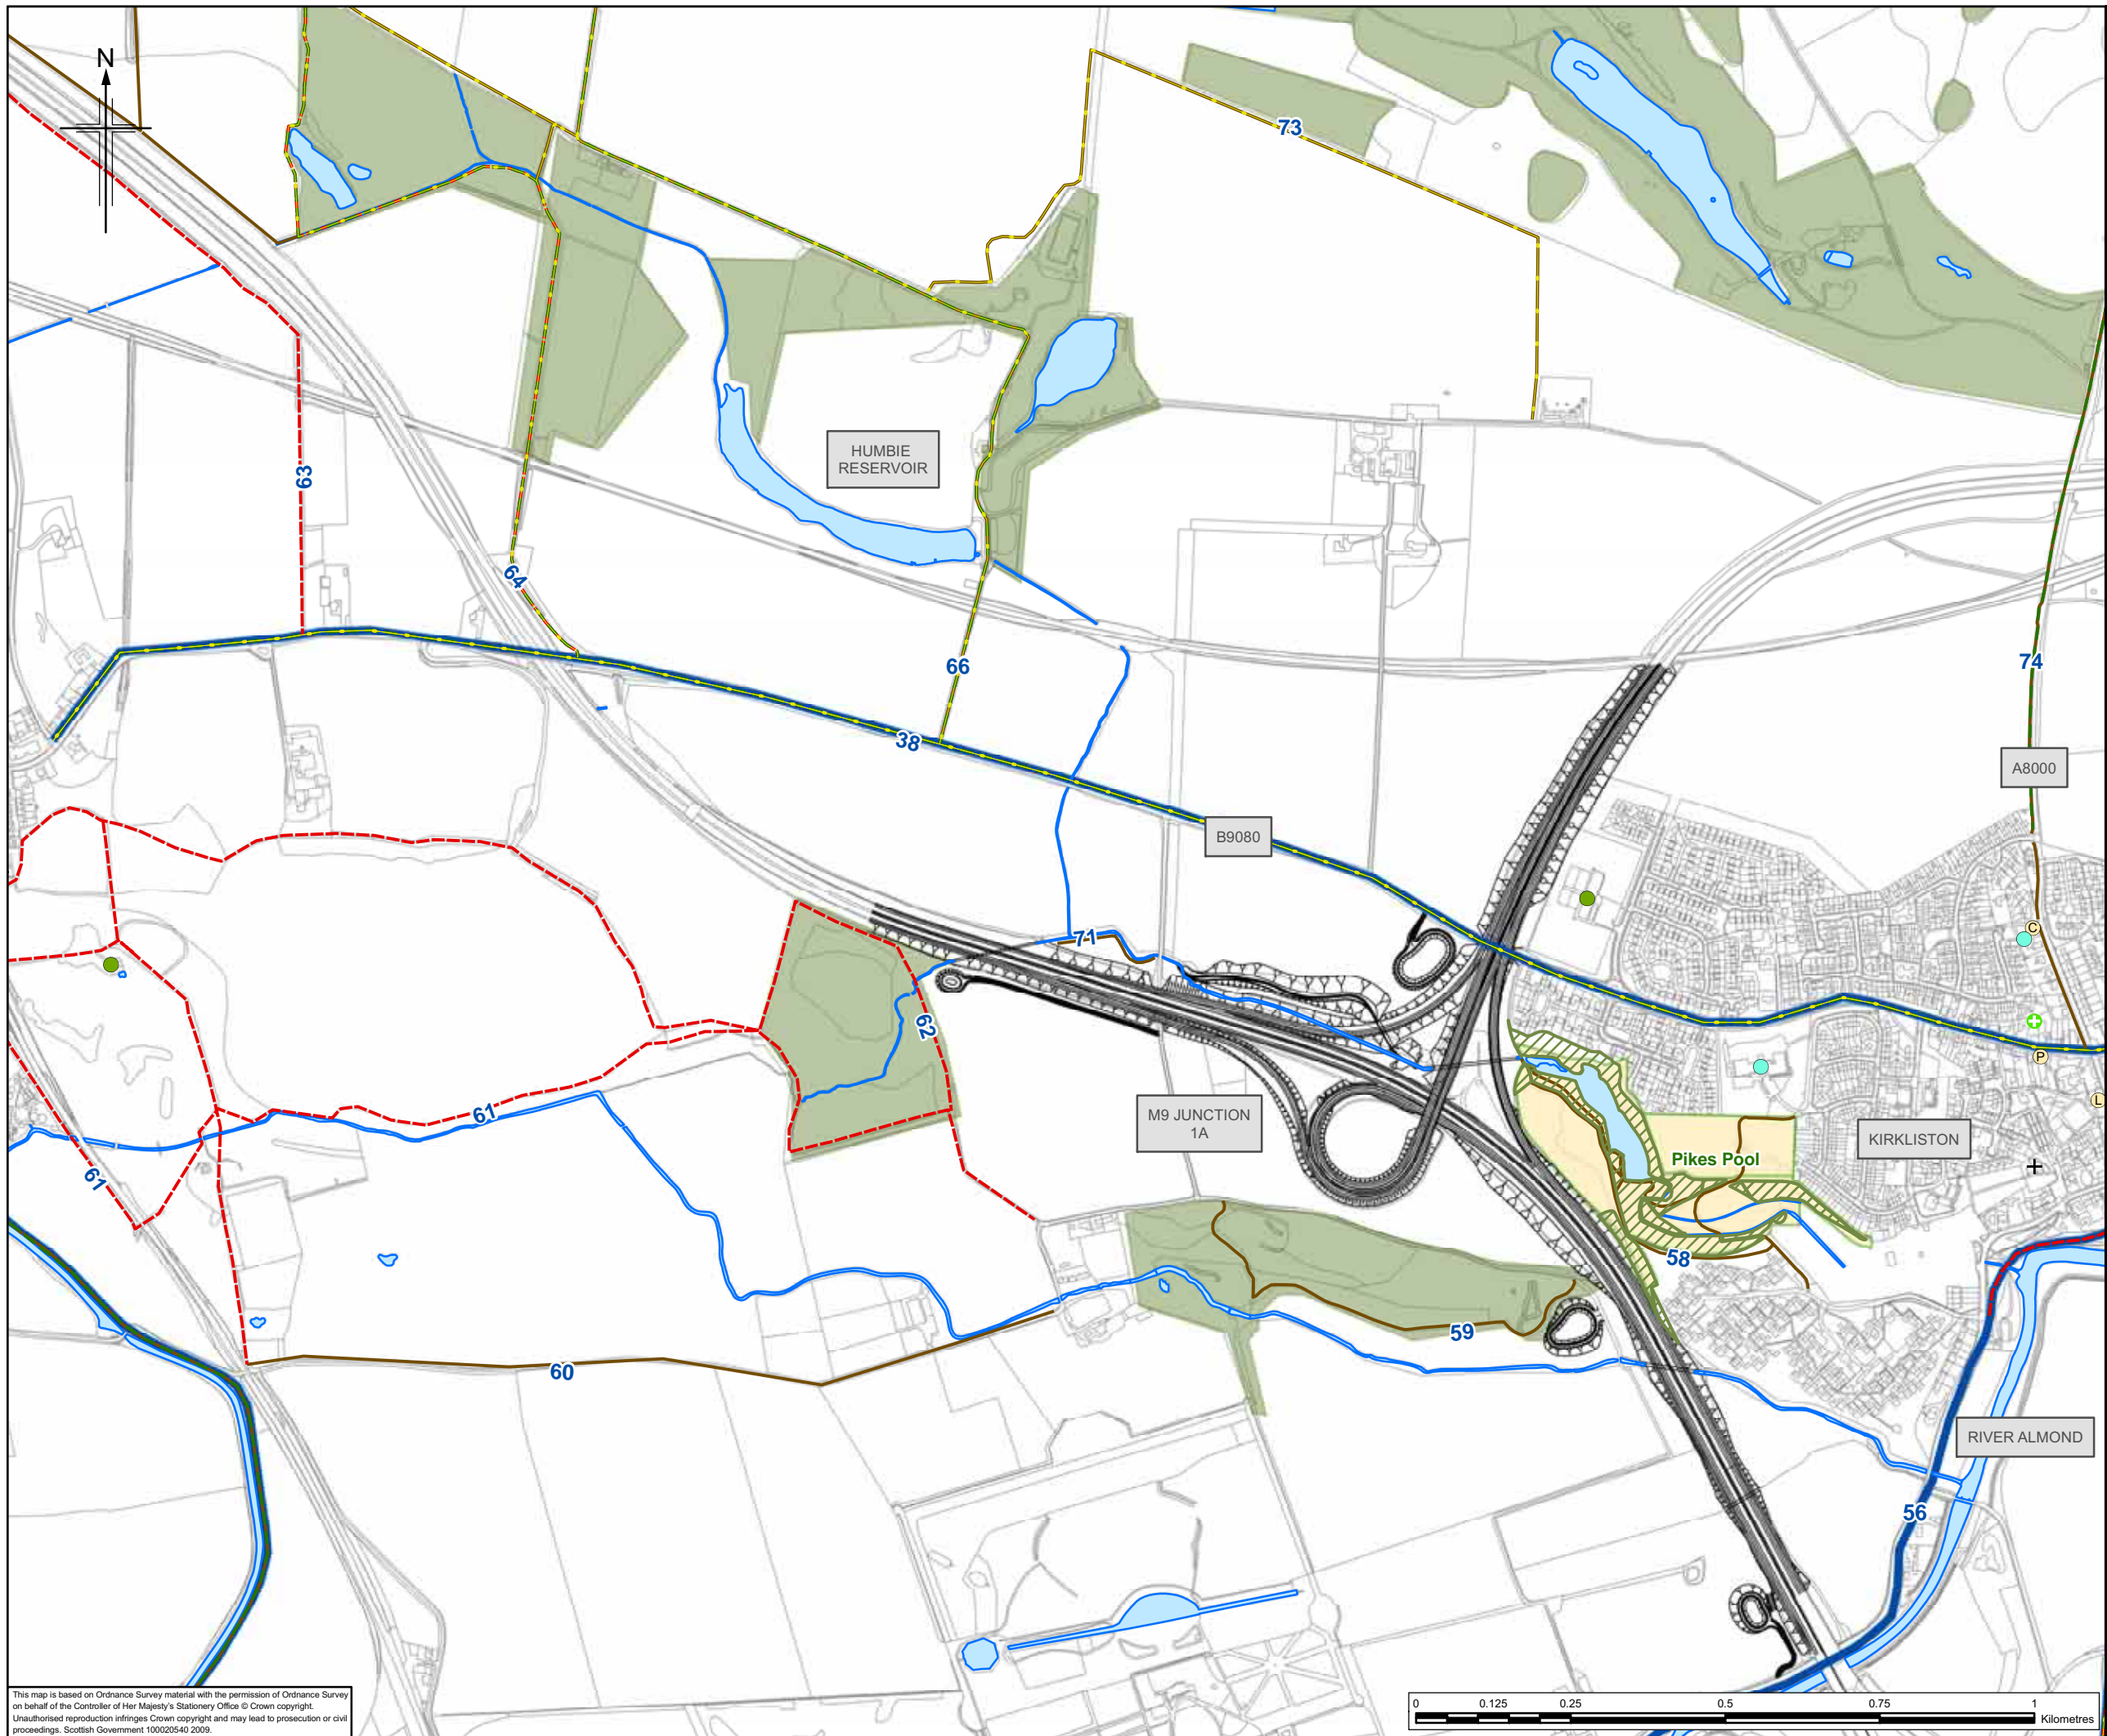 N
73
63
HUMBIE
RESERVOIR
64
66
74
38
A8000
B9080
C
71
62
P
L
61
M9 JUNCTION
1A
KIRKLISTON
Pikes Pool
61
58
59
60
RIVER ALMOND
56
This map is based on Ordnance Survey material with the permission of Ordnance Survey
on behalf of the Controller of Her Majesty's Stationery Office © Crown copyright.
Unauthorised reproduction infringes Crown copyright and may lead to prosecution or civil
proceedings. Scottish Government 100020540 2009.
0 0.125 0.25 0.5 0.75 1
Kilometres